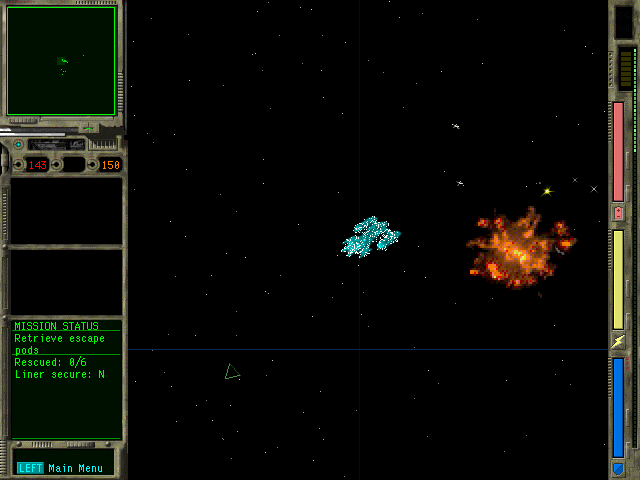 143
150
MISSION STATUS
Retrieve escape
pods
Rescued: 0/6
Liner secure: N
LEFT Main Menu